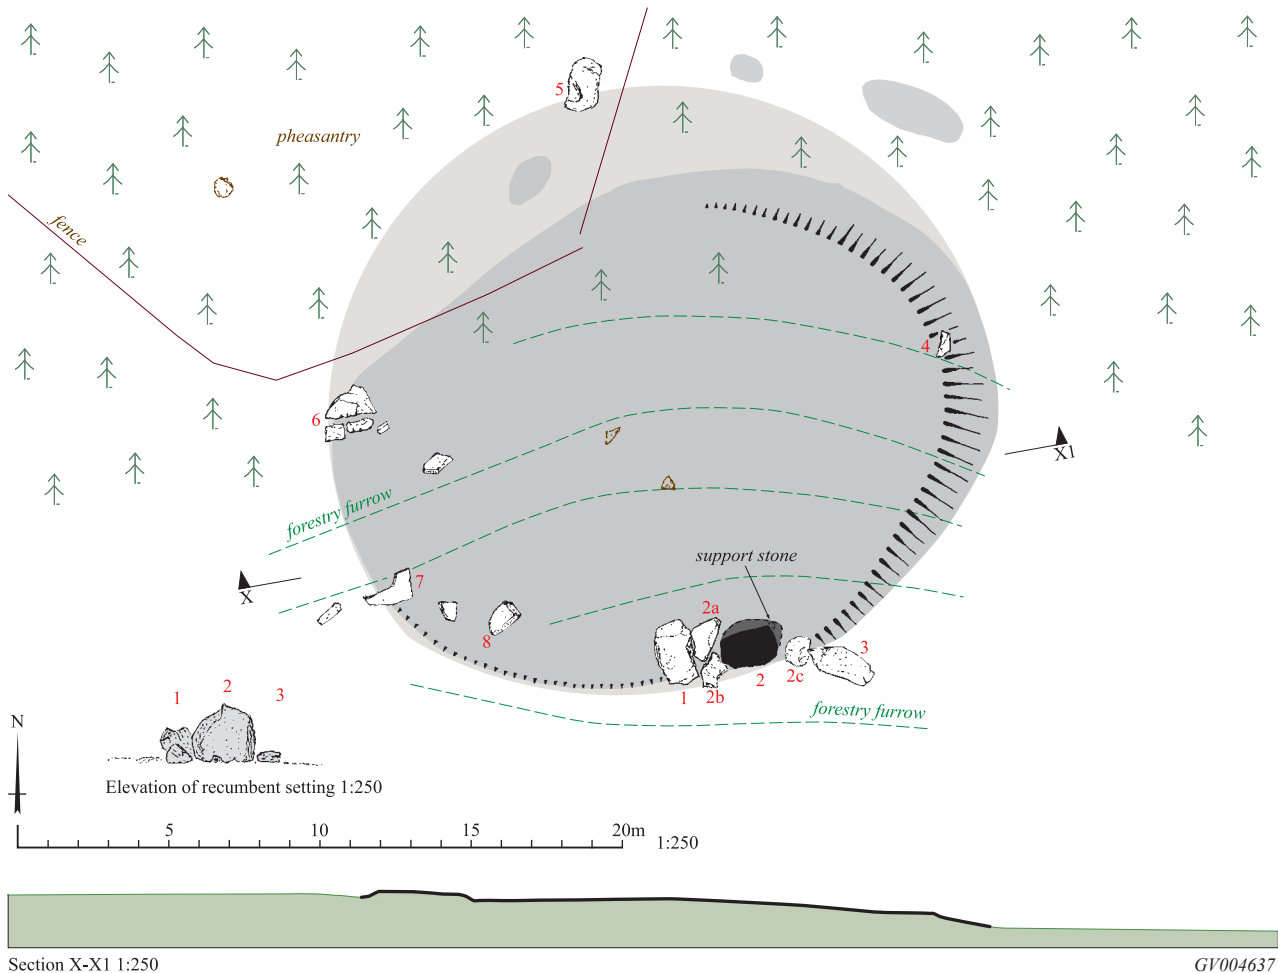 5
pheasantry
fence
4
6
X1
forestry furrow
support stone
X
7
2a
8
3
1
2b
2
2c
forestry furrow
1
2
3
N
Elevation of recumbent setting 1:250
5
10
15
20m
1:250
Section X-X1 1:250
GV004637